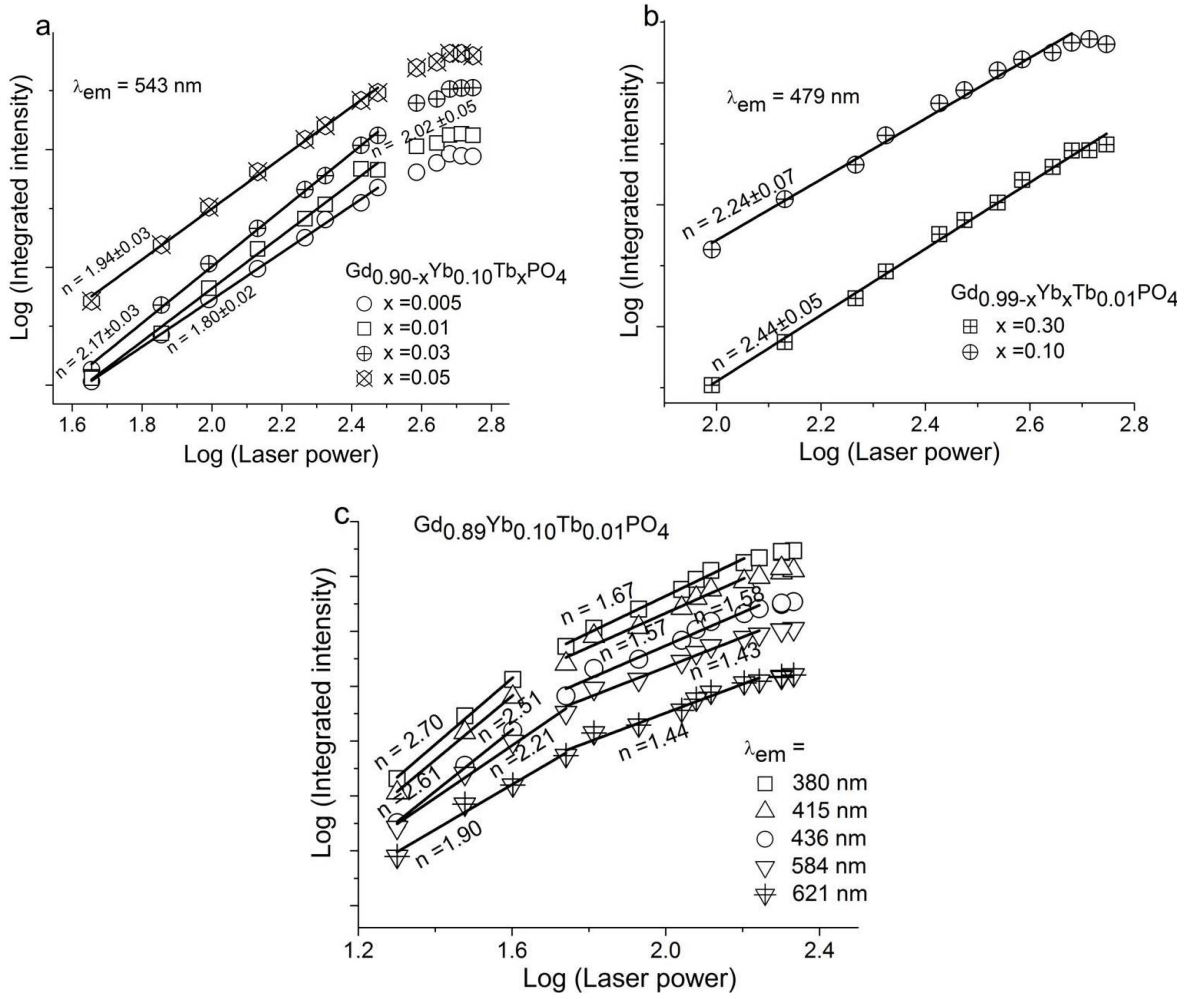 a
Log (Integrated intensity)
λem = 543 nm
n = 1.94±0.03
n = 2.17±0.03
n = 1.80±0.02
n = 2.02±0.05
Gd0.90-xYb0.10TbxPO4
x =0.005
x =0.01
x =0.03
x =0.05
1.6 1.8 2.0 2.2 2.4 2.6 2.8
Log (Laser power)
b
Log (Integrated intensity)
λem = 479 nm
n = 2.24±0.07
n = 2.44±0.05
Gd0.99-xYbxTb0.01PO4
x =0.30
x =0.10
2.0 2.2 2.4 2.6 2.8
Log (Laser power)
c
Gd0.89Yb0.10Tb0.01PO4
Log (Integrated intensity)
n =1.67
n =1.58
n =1.57
n =1.43
n =2.70
n =2.51
n =2.61
n =2.21
n =1.44
n =1.90
λem =
380 nm
415 nm
436 nm
584 nm
621 nm
1.2 1.6 2.0 2.4
Log (Laser power)